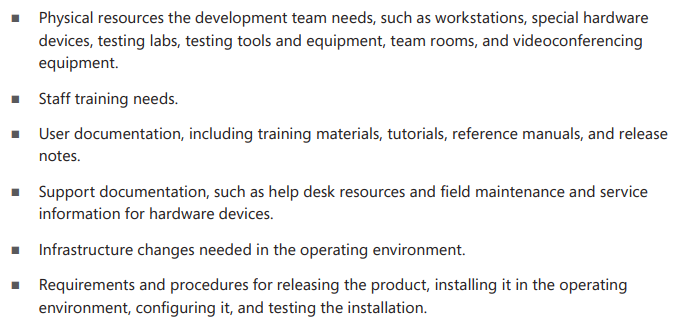 ▪ Physical resources the development team needs, such as workstations, special hardware
devices, testing labs, testing tools and equipment, team rooms, and videoconferencing
equipment.
▪ Staff training needs.
▪ User documentation, including training materials, tutorials, reference manuals, and release
notes.
▪ Support documentation, such as help desk resources and field maintenance and service
information for hardware devices.
▪ Infrastructure changes needed in the operating environment.
▪ Requirements and procedures for releasing the product, installing it in the operating
environment, configuring it, and testing the installation.